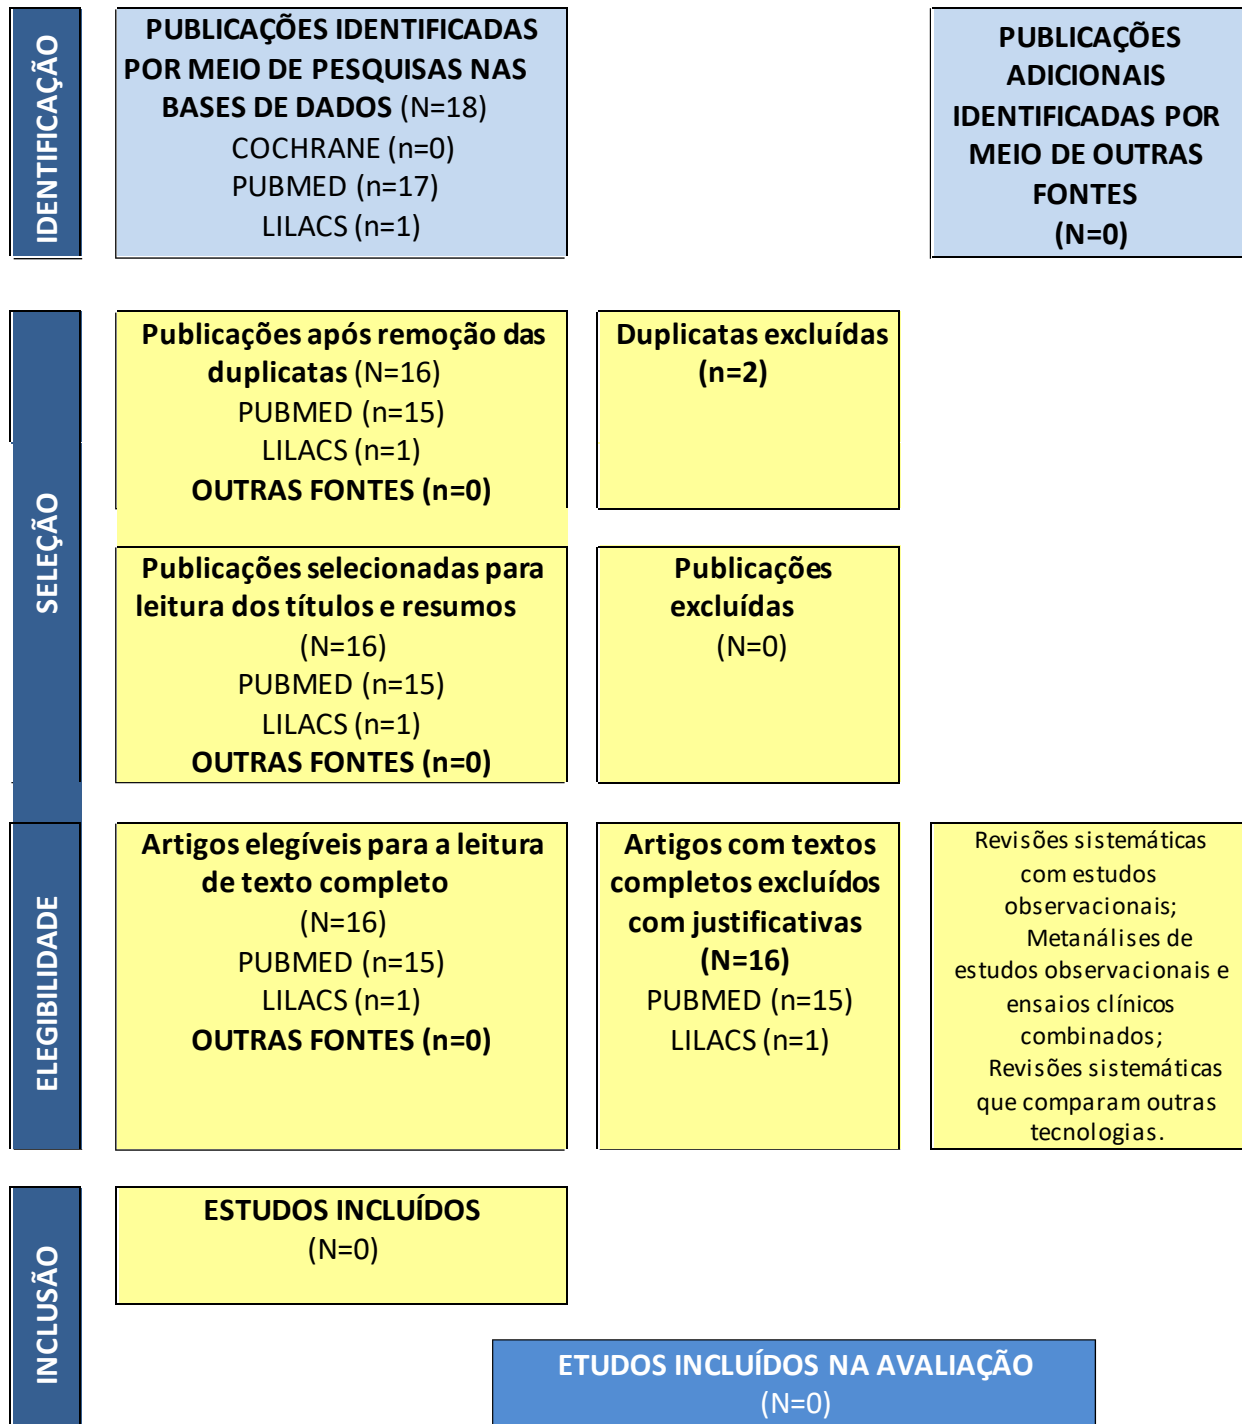 IDENTIFICAÇÃO
PUBLICAÇÕES IDENTIFICADAS
POR MEIO DE PESQUISAS NAS
BASES DE DADOS (N=18)
COCHRANE (n=0)
PUBMED (n=17)
LILACS (n=1)
PUBLICAÇÕES
ADICIONAIS
IDENTIFICADAS POR
MEIO DE OUTRAS
FONTES
(N=0)
SELEÇÃO
Publicações após remoção das
duplicatas (N=16)
PUBMED (n=15)
LILACS (n=1)
OUTRAS FONTES (n=0)
Duplicatas excluídas
(n=2)
Publicações selecionadas para
leitura dos títulos e resumos
(N=16)
PUBMED (n=15)
LILACS (n=1)
OUTRAS FONTES (n=0)
Publicações
excluídas
(N=0)
ELEGIBILIDADE
Artigos elegíveis para a leitura
de texto completo
(N=16)
PUBMED (n=15)
LILACS (n=1)
OUTRAS FONTES (n=0)
Artigos com textos
completos excluídos
com justificativas
(N=16)
PUBMED (n=15)
LILACS (n=1)
Revisões sistemáticas
com estudos
observacionais;
Metanálises de
estudos observacionais e
ensaios clínicos
combinados;
Revisões sistemáticas
que comparam outras
tecnologias.
INCLUSÃO
ESTUDOS INCLUÍDOS
(N=0)
ETUDOS INCLUÍDOS NA AVALIAÇÃO
(N=0)